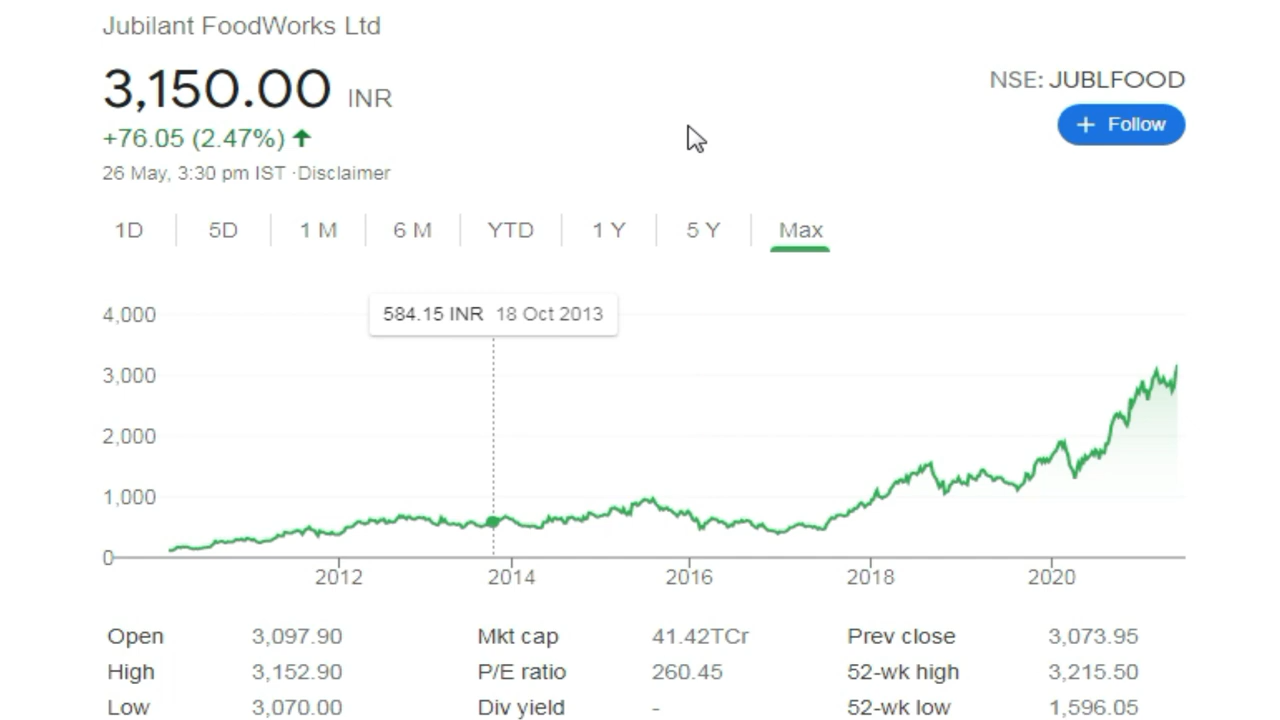 Jubilant FoodWorks Ltd
3,150.00 INR
NSE: JUBLFOOD
+ Follow
+76.05 (2.47%)
26 May, 3:30 pm IST ·Disclaimer
1D 5D 1 M 6 M YTD 1 Y 5 Y Max
584.15 INR 18 Oct 2013
4,000
3,000
2,000
1,000
0
2012 2014 2016 2018 2020
Open 3,097.90 Mkt cap 41.42TCr Prev close 3,073.95
High 3,152.90 P/E ratio 260.45 52-wk high 3,215.50
Low 3,070.00 Div yield - 52-wk low 1,596.05